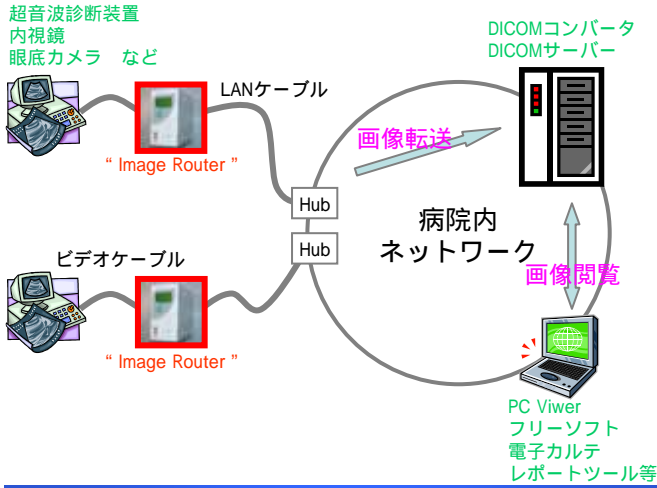 超音波診断装置
内視鏡
眼底カメラ　など
DICOMコンバータ
DICOMサーバー
LANケーブル
画像転送
“ Image Router ”
Hub
Hub
病院内
ネットワーク
ビデオケーブル
画像閲覧
“ Image Router ”
PC Viwer
フリーソフト
電子カルテ
レポートツール等